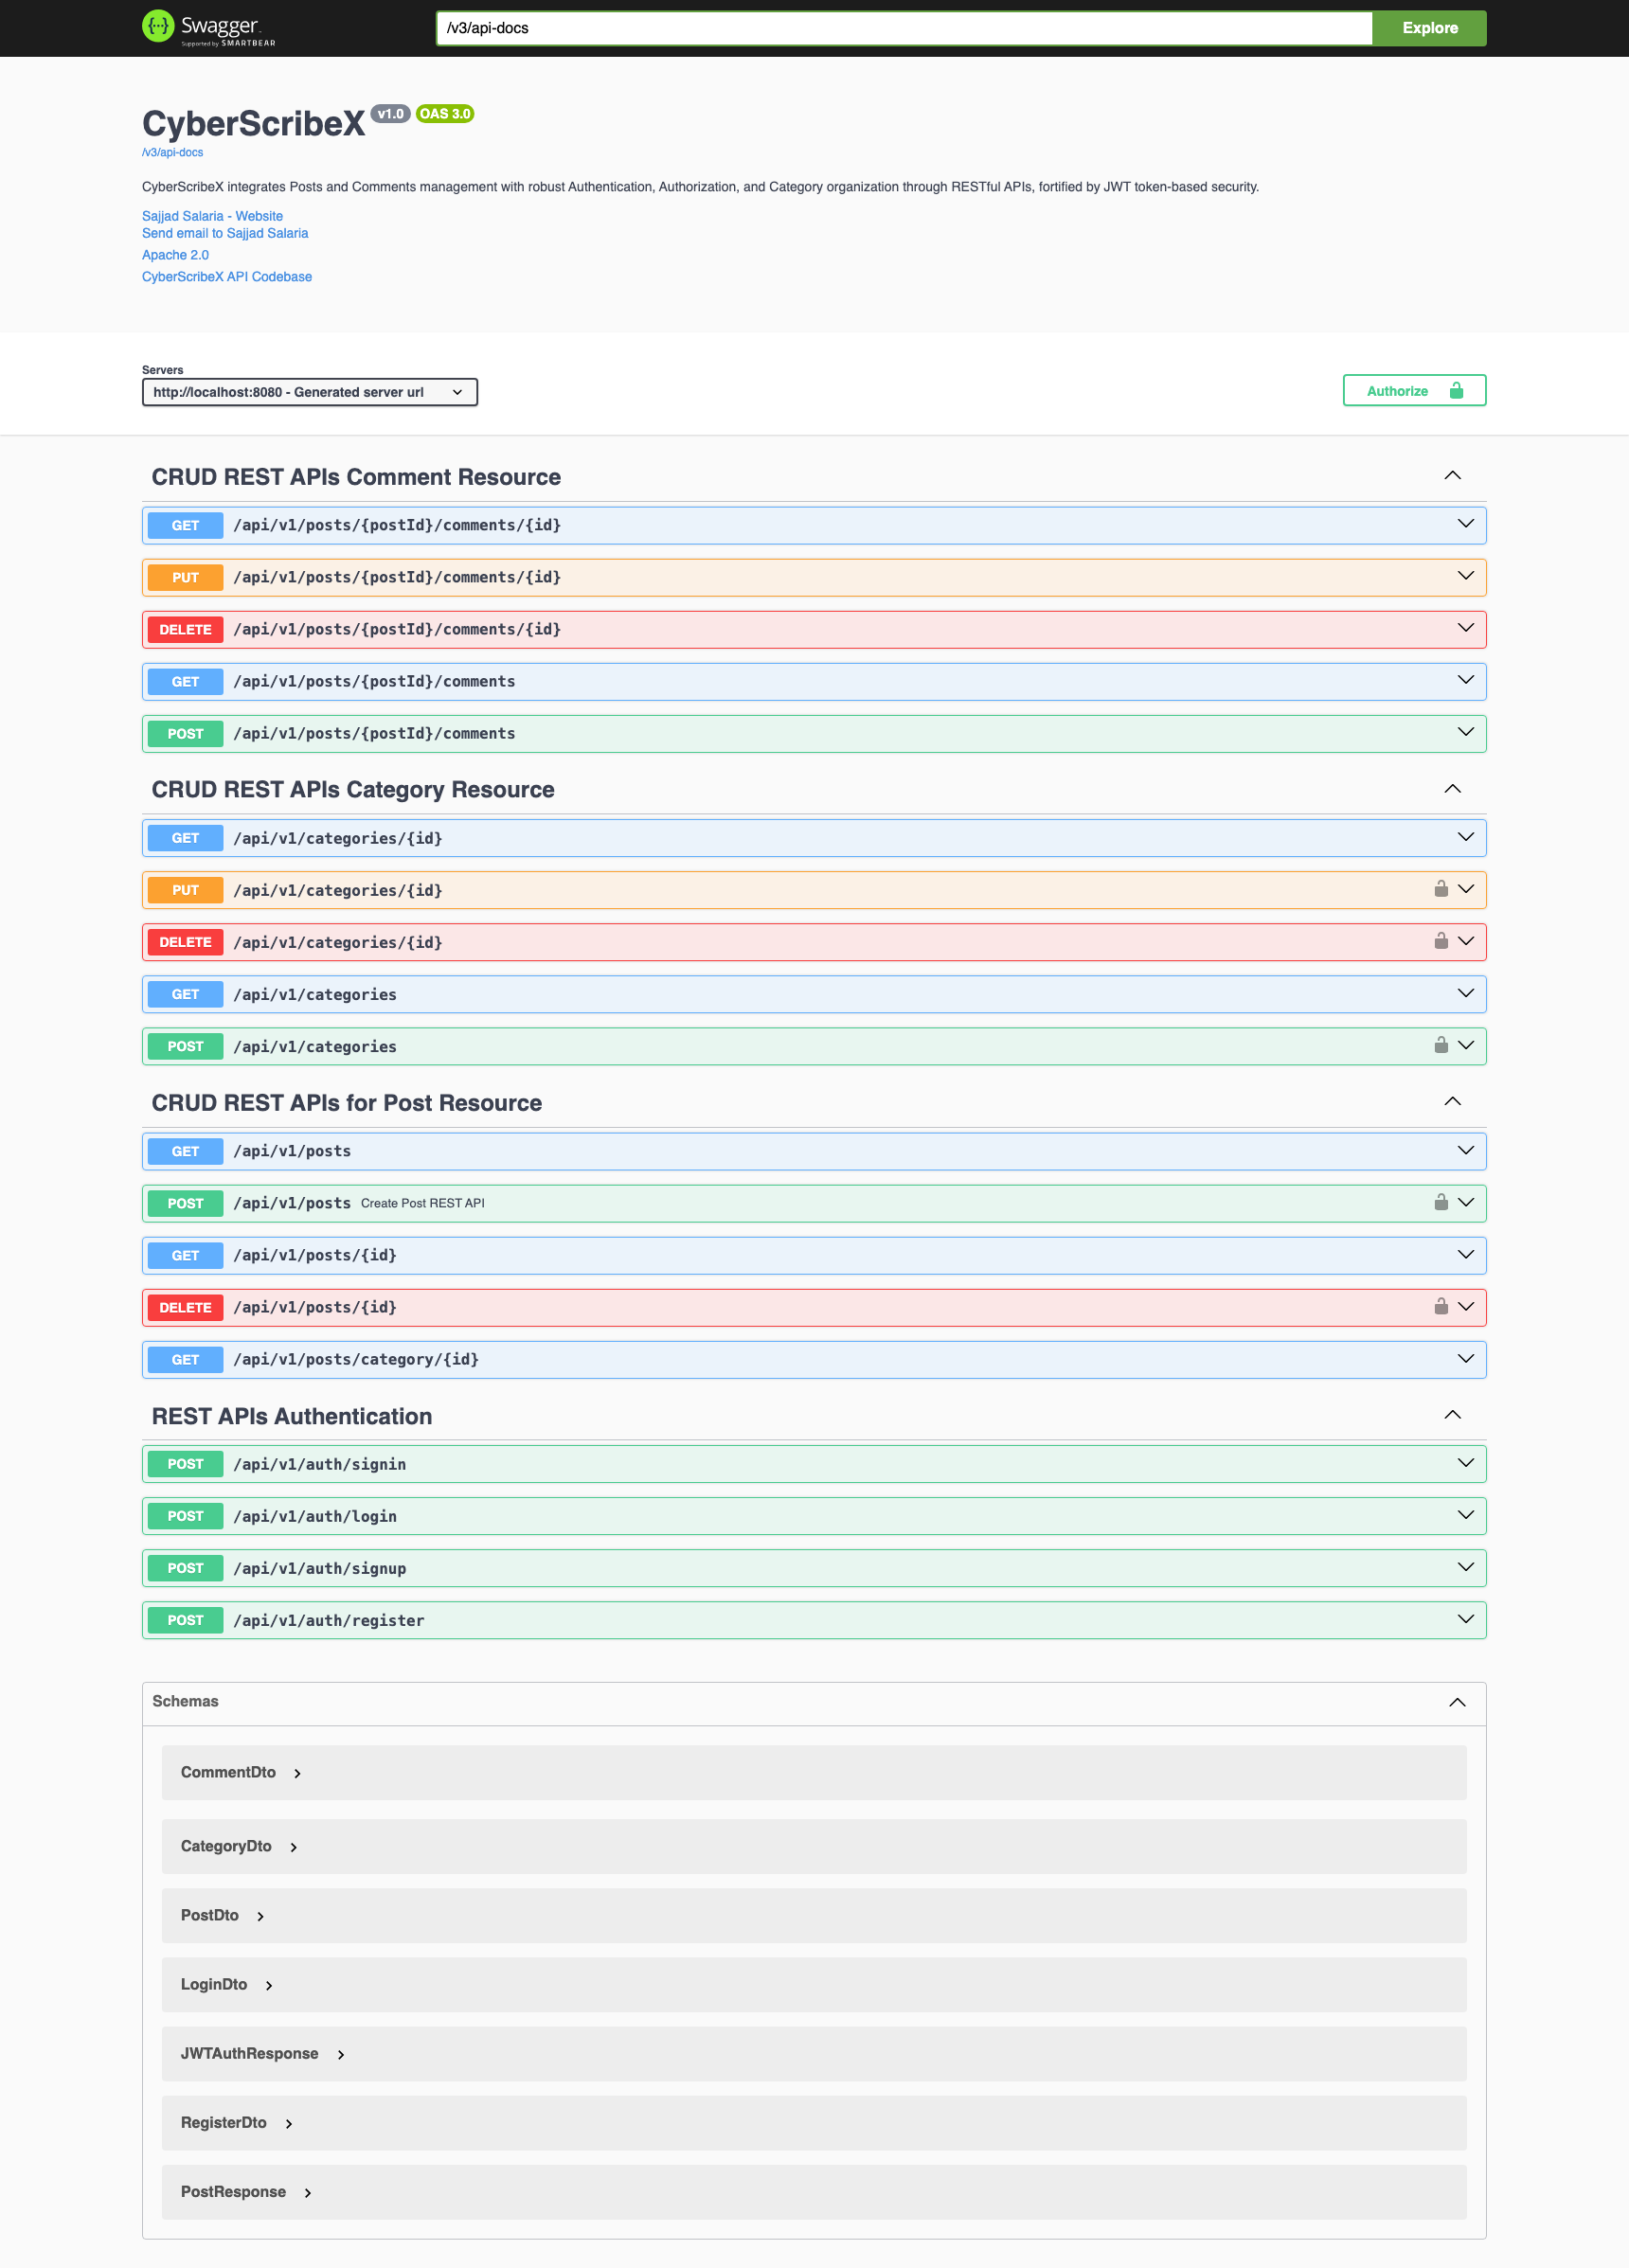 Swagger
Supported by SMARTBEAR
/v3/api-docs
Explore
CyberScribeX v1.0 OAS 3.0
/v3/api-docs
CyberScribeX integrates Posts and Comments management with robust Authentication, Authorization, and Category organization through RESTful APIs, fortified by JWT token-based security.
Sajjad Salaria - Website
Send email to Sajjad Salaria
Apache 2.0
CyberScribeX API Codebase
Servers
http://localhost:8080 - Generated server url
Authorize
CRUD REST APIs Comment Resource
GET /api/v1/posts/{postId}/comments/{id}
PUT /api/v1/posts/{postId}/comments/{id}
DELETE /api/v1/posts/{postId}/comments/{id}
GET /api/v1/posts/{postId}/comments
POST /api/v1/posts/{postId}/comments
CRUD REST APIs Category Resource
GET /api/v1/categories/{id}
PUT /api/v1/categories/{id}
DELETE /api/v1/categories/{id}
GET /api/v1/categories
POST /api/v1/categories
CRUD REST APIs for Post Resource
GET /api/v1/posts
POST /api/v1/posts Create Post REST API
GET /api/v1/posts/{id}
DELETE /api/v1/posts/{id}
GET /api/v1/posts/category/{id}
REST APIs Authentication
POST /api/v1/auth/signin
POST /api/v1/auth/login
POST /api/v1/auth/signup
POST /api/v1/auth/register
Schemas
CommentDto
CategoryDto
PostDto
LoginDto
JWTAuthResponse
RegisterDto
PostResponse